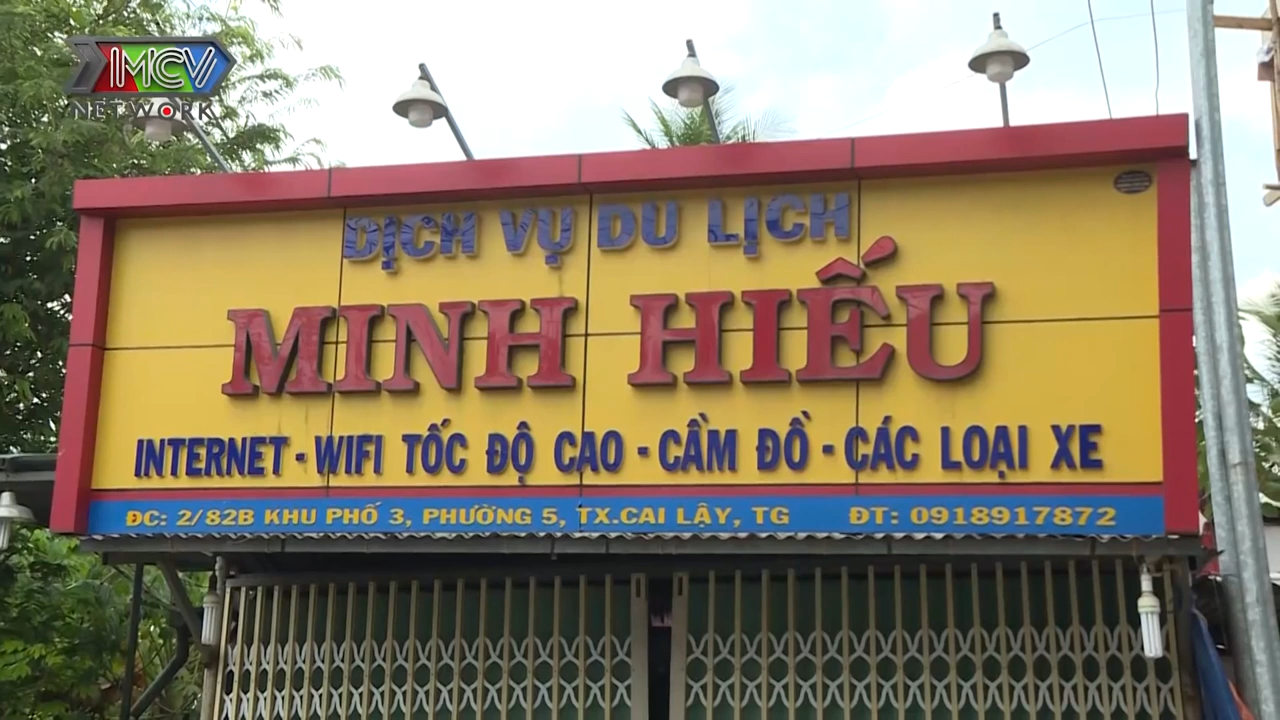 MCV
NETWORK
DỊCH VỤ DU LỊCH
MINH HIẾU
INTERNET - WIFI TỐC ĐỘ CAO - CẦM ĐỒ - CÁC LOẠI XE
ĐC: 2/82B KHU PHỐ 3, PHƯỜNG 5, TX.CAI LẬY, TG ĐT: 0918917872